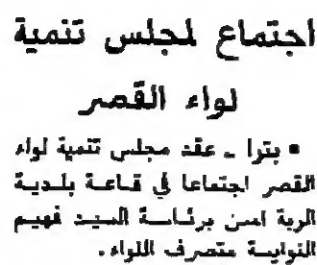 اجتماع لمجلس تنمية
لواء القصر
▪ بترا ـ عقد مجلس تنمية لواء
القصر اجتماعا في قاعة بلدية
الربة امس برئاسة السيد فهيم
النوايسة متصرف اللواء.